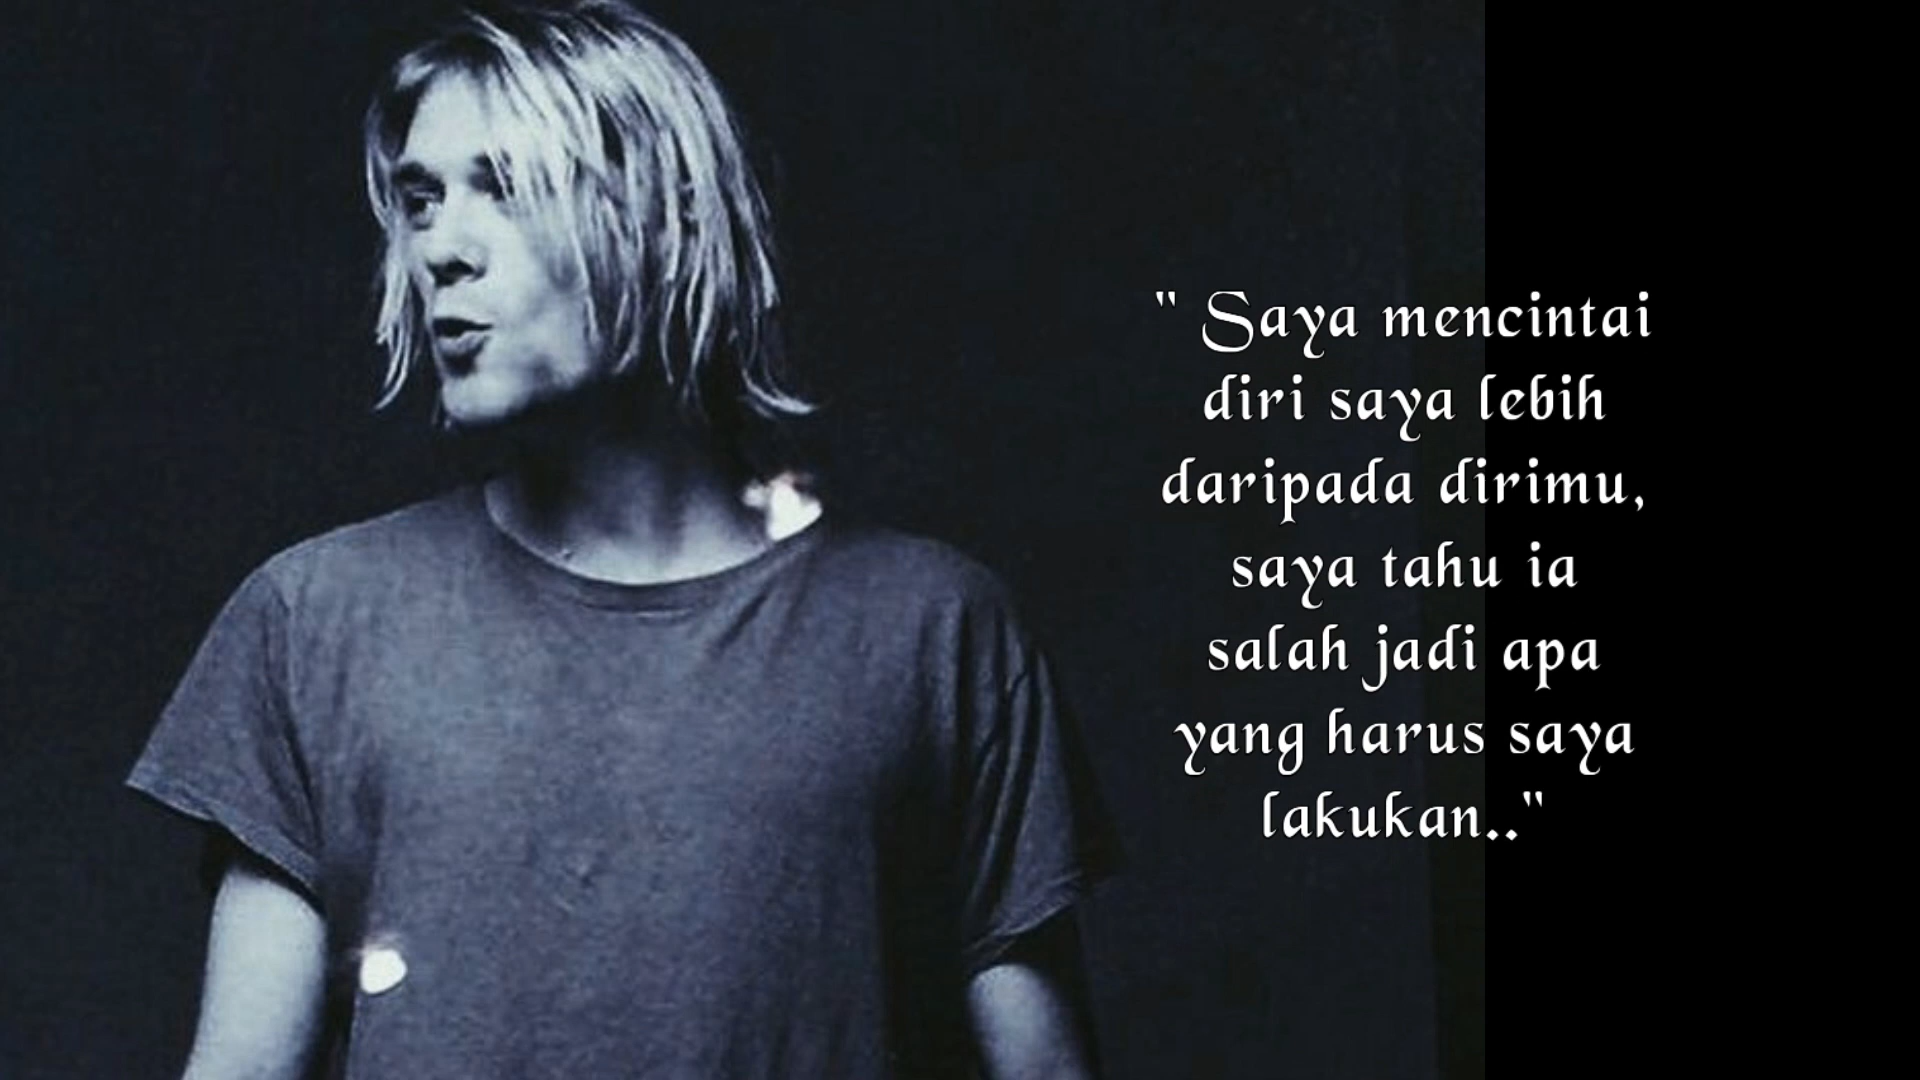 " Saya mencintai
diri saya lebih
daripada dirimu,
saya tahu ia
salah jadi apa
yang harus saya
lakukan.."